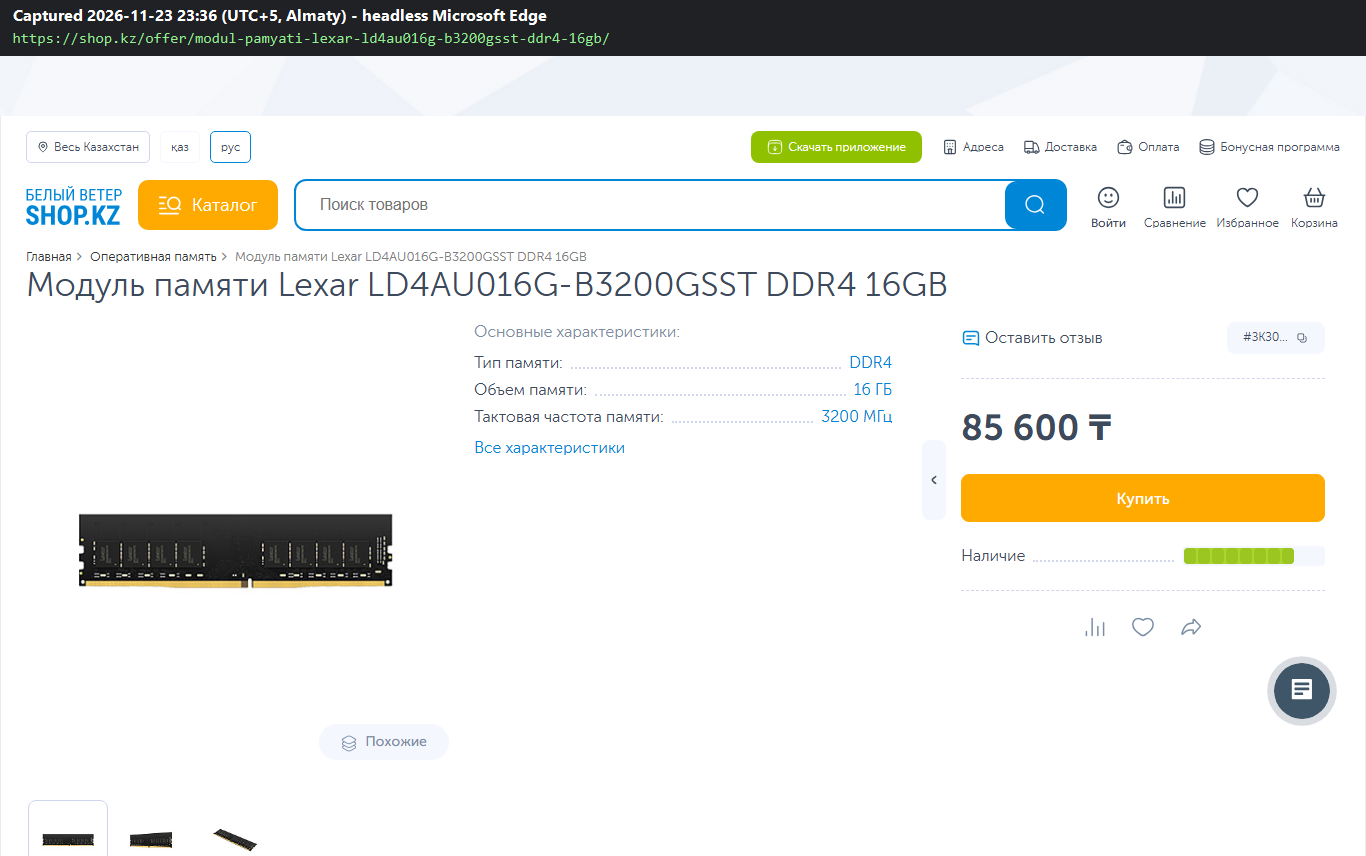 Captured 2026-11-23 23:36 (UTC+5, Almaty) - headless Microsoft Edge
https://shop.kz/offer/modul-pamyati-lexar-ld4au016g-b3200gsst-ddr4-16gb/
Весь Казахстан қаз рус Скачать приложение Адреса Доставка Оплата Бонусная программа
БЕЛЫЙ ВЕТЕР
SHOP.KZ
Каталог
Поиск товаров
Войти Сравнение Избранное Корзина
Главная > Оперативная память > Модуль памяти Lexar LD4AU016G-B3200GSST DDR4 16GB
Модуль памяти Lexar LD4AU016G-B3200GSST DDR4 16GB
Основные характеристики:
Тип памяти: DDR4
Объем памяти: 16 ГБ
Тактовая частота памяти: 3200 МГц
Все характеристики
Оставить отзыв #ЗК30...
85 600 ₸
Купить
Наличие
Похожие